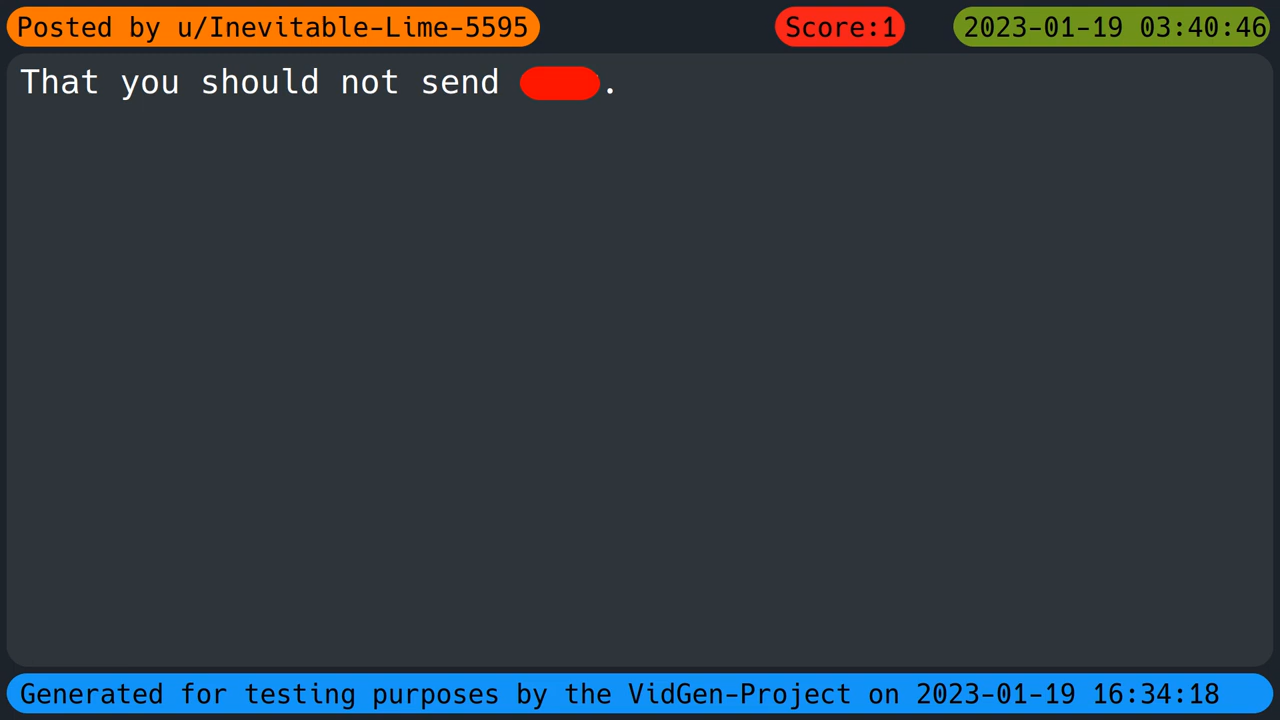 Posted by u/Inevitable-Lime-5595 Score:1 2023-01-19 03:40:46
That you should not send .
Generated for testing purposes by the VidGen-Project on 2023-01-19 16:34:18